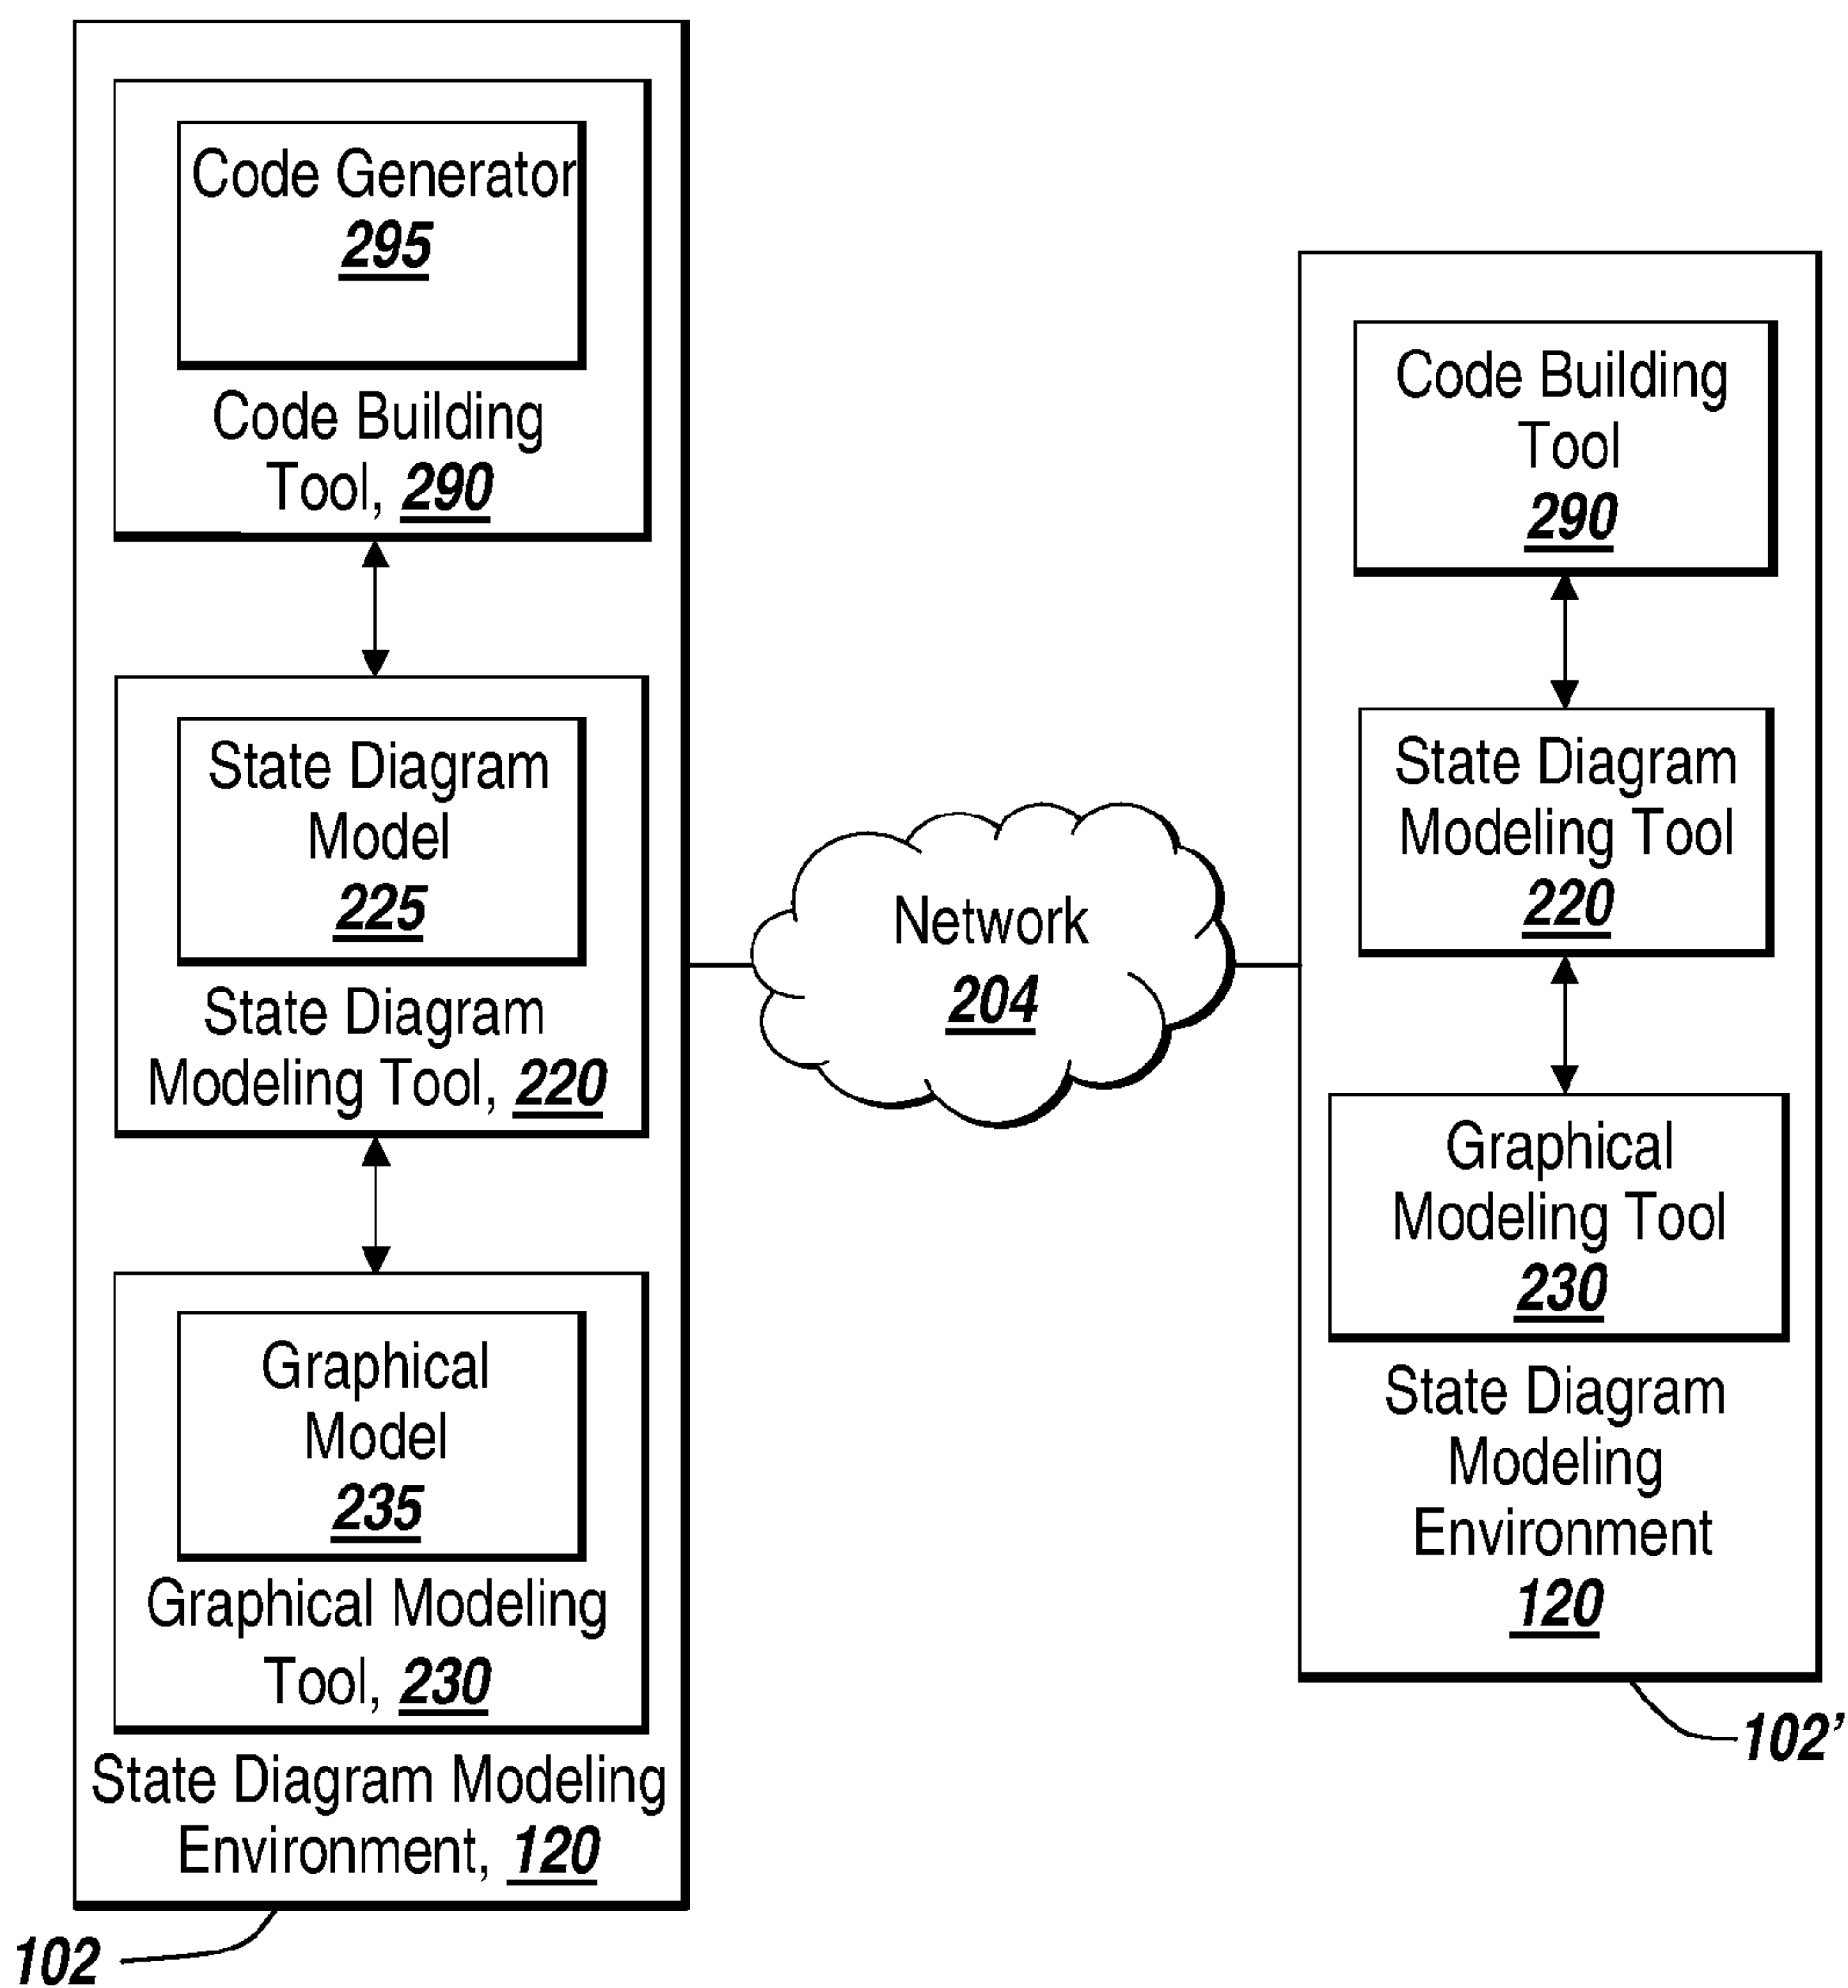 Code Generator
295
Code Building
Tool, 290
State Diagram
Model
225
State Diagram
Modeling Tool, 220
Graphical
Model
235
Graphical Modeling
Tool, 230
State Diagram Modeling
Environment, 120
102
Network
204
Code Building
Tool
290
State Diagram
Modeling Tool
220
Graphical
Modeling Tool
230
State Diagram
Modeling
Environment
120
102’